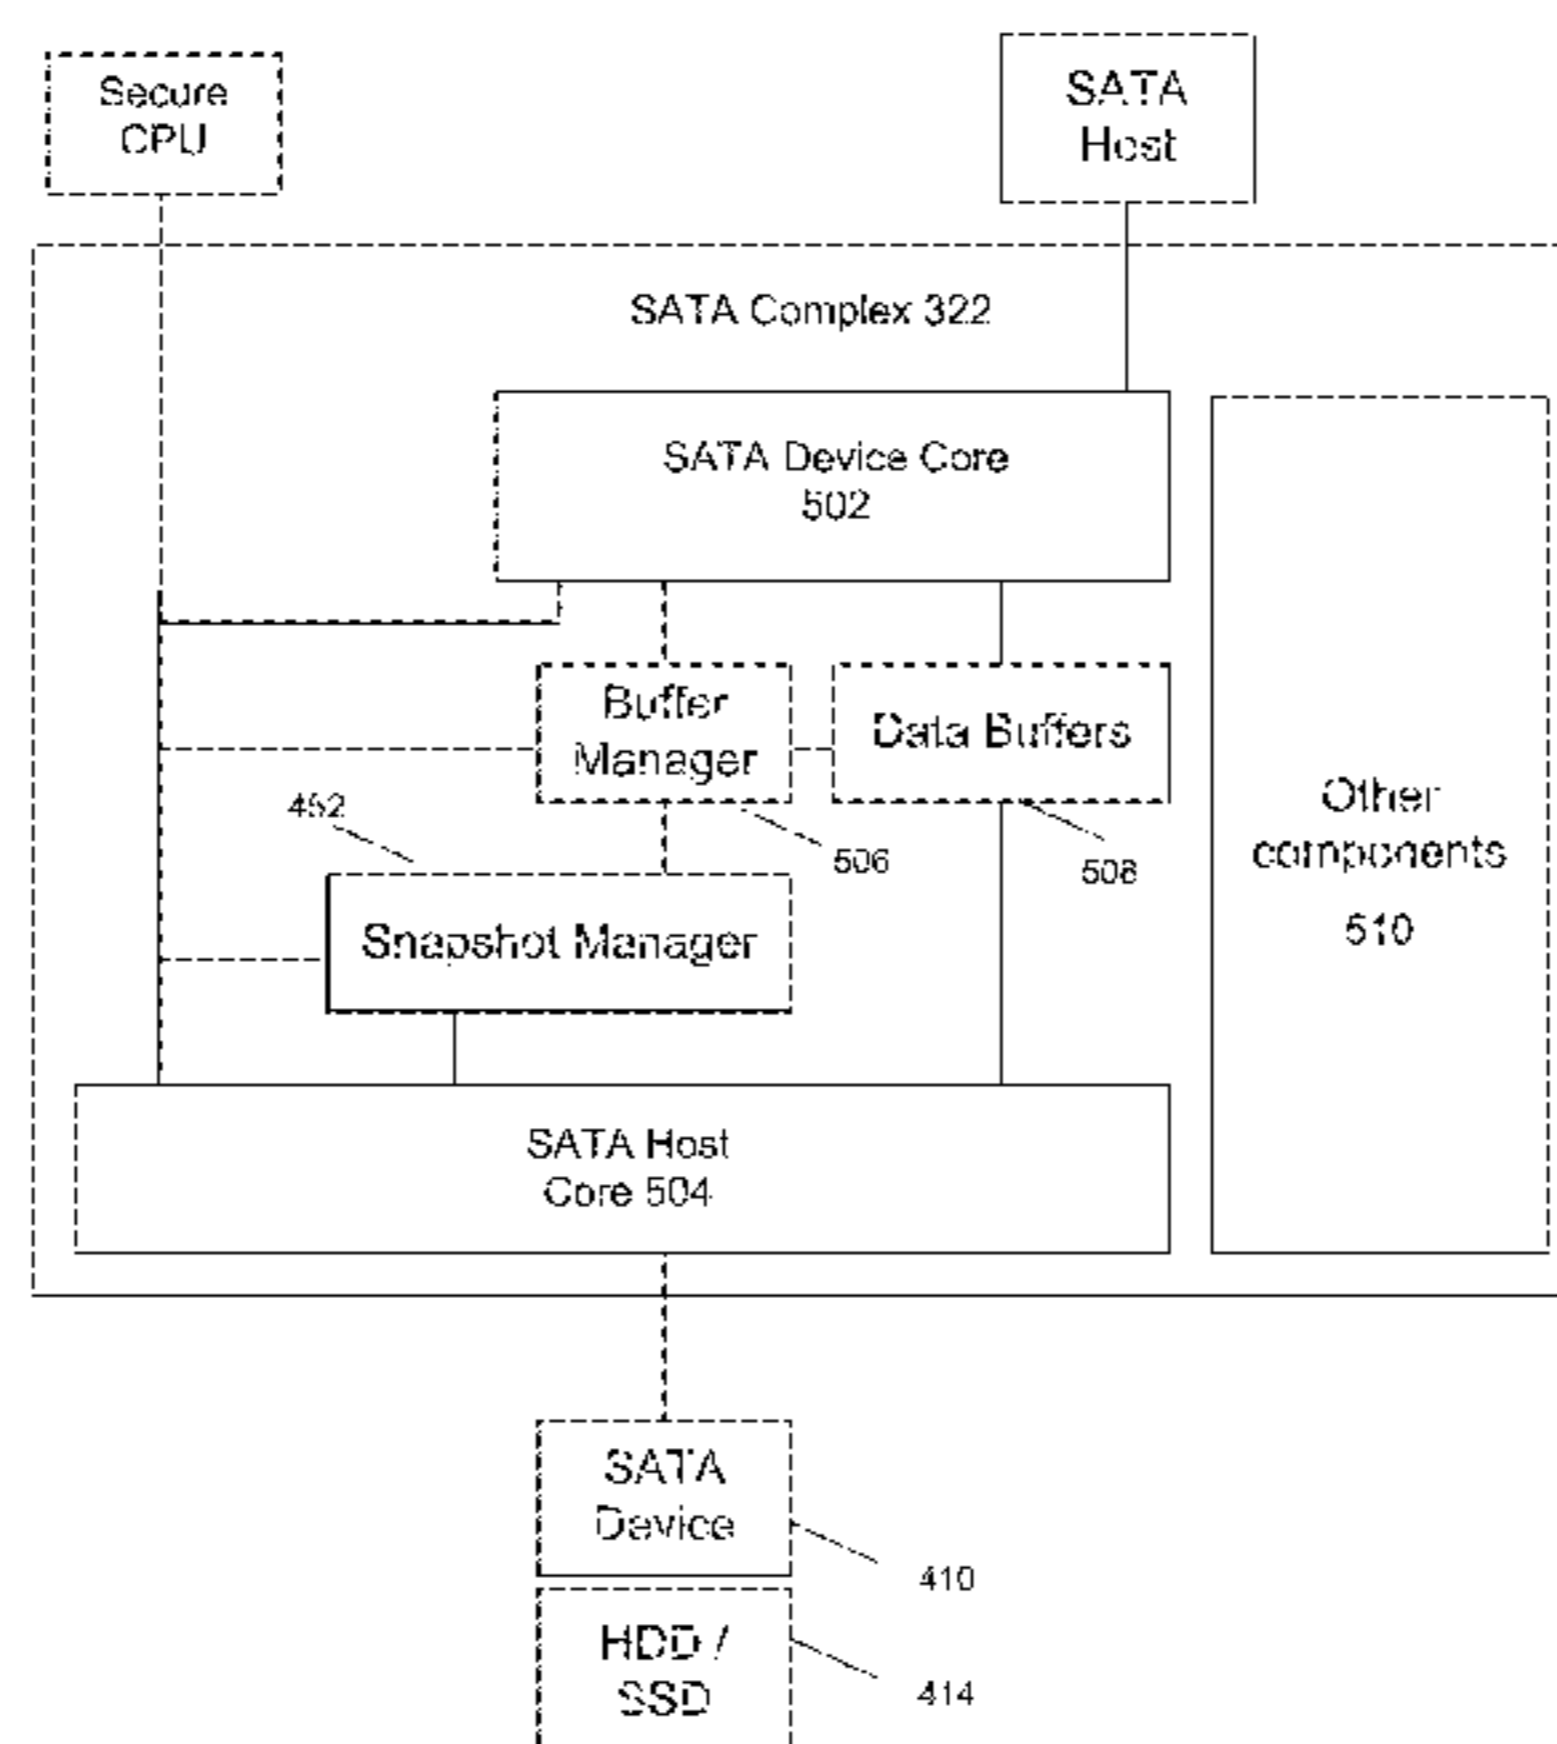 Secure
CPU
SATA
Host
SATA Complex 322
SATA Device Core
502
Buffer
Manager
Data Buffers
452
506
508
Other
components
510
Snapshot Manager
SATA Host
Core 504
SATA
Device
410
HDD /
SSD
414